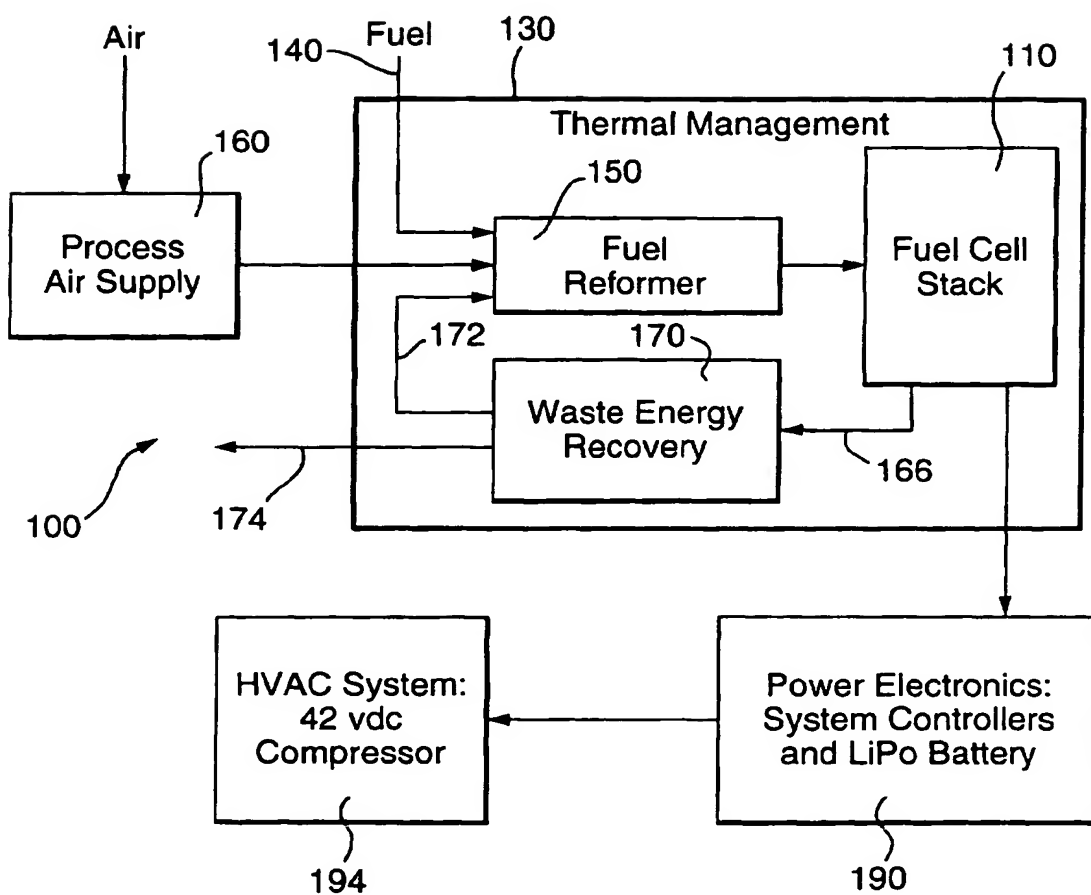 Air
Fuel
140
130
110
Thermal Management
160
150
Process
Air Supply
Fuel
Reformer
Fuel Cell
Stack
172
170
Waste Energy
Recovery
166
100
174
HVAC System:
42 vdc
Compressor
Power Electronics:
System Controllers
and LiPo Battery
194
190